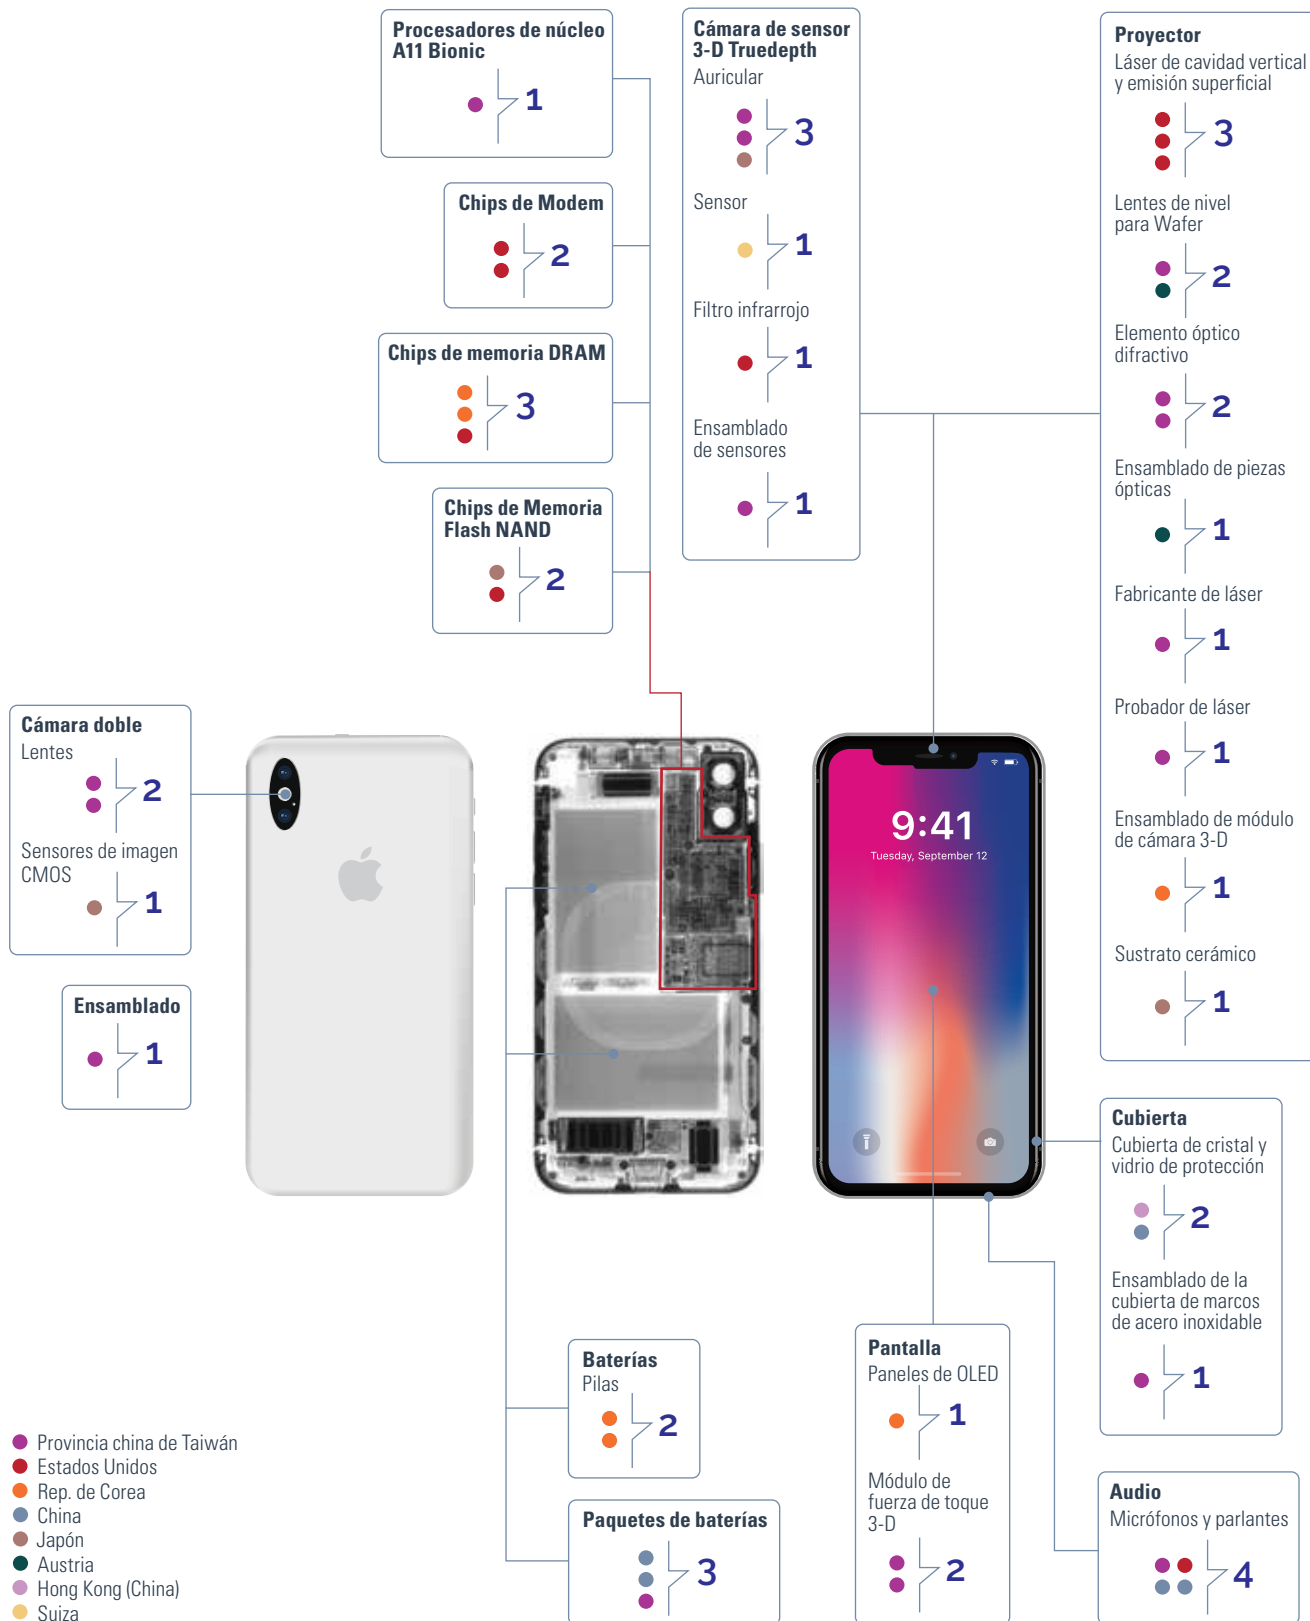 Procesadores de núcleo
A11 Bionic
1
Chips de Modem
2
Chips de memoria DRAM
3
Chips de Memoria
Flash NAND
2
Cámara de sensor
3-D Truedepth
Auricular
3
Sensor
1
Filtro infrarrojo
1
Ensamblado
de sensores
1
Proyector
Láser de cavidad vertical
y emisión superficial
3
Lentes de nivel
para Wafer
2
Elemento óptico
difractivo
2
Ensamblado de piezas
ópticas
1
Fabricante de láser
1
Probador de láser
1
Ensamblado de módulo
de cámara 3-D
1
Sustrato cerámico
1
Cámara doble
Lentes
2
Sensores de imagen
CMOS
1
Ensamblado
1
9:41
Tuesday, September 12
Cubierta
Cubierta de cristal y
vidrio de protección
2
Ensamblado de la
cubierta de marcos
de acero inoxidable
1
Baterías
Pilas
2
Paquetes de baterías
3
Pantalla
Paneles de OLED
1
Módulo de
fuerza de toque
3-D
2
Audio
Micrófonos y parlantes
4
Provincia china de Taiwán
Estados Unidos
Rep. de Corea
China
Japón
Austria
Hong Kong (China)
Suiza